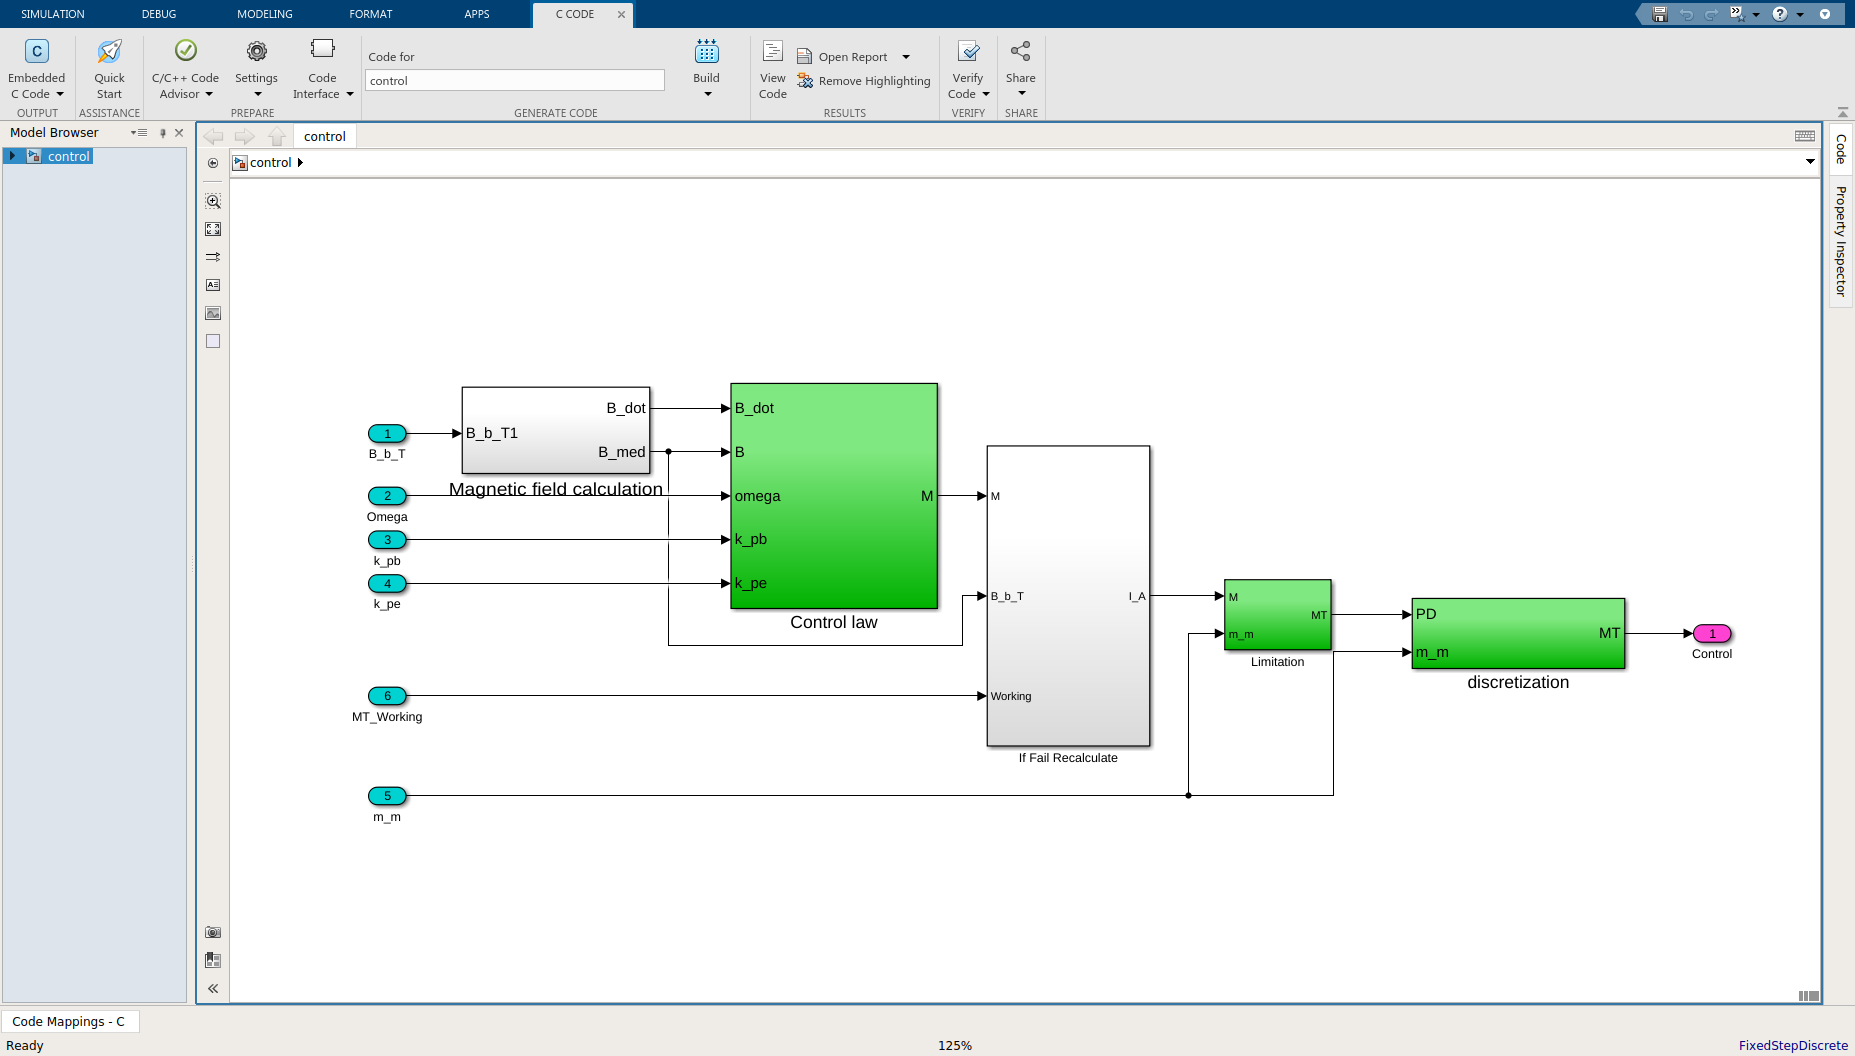 SIMULATION DEBUG MODELING FORMAT APPS C CODE
Code for
C
Embedded
C Code
Quick
Start
C/C++ Code
Advisor
Settings
Code
Interface
control
Build
View
Code
Open Report
Remove Highlighting
Verify
Code
Share
OUTPUT ASSISTANCE PREPARE GENERATE CODE RESULTS VERIFY SHARE
Model Browser
control
control
control
Code
Property Inspector
1
B_b_T
B_b_T1
B_dot
B_med
Magnetic field calculation
2
Omega
3
k_pb
4
k_pe
B_dot
B
omega
k_pb
k_pe
M
Control law
M
B_b_T
Working
I_A
If Fail Recalculate
6
MT_Working
5
m_m
M
m_m
MT
Limitation
PD
m_m
MT
discretization
1
Control
Code Mappings - C
Ready
125%
FixedStepDiscrete